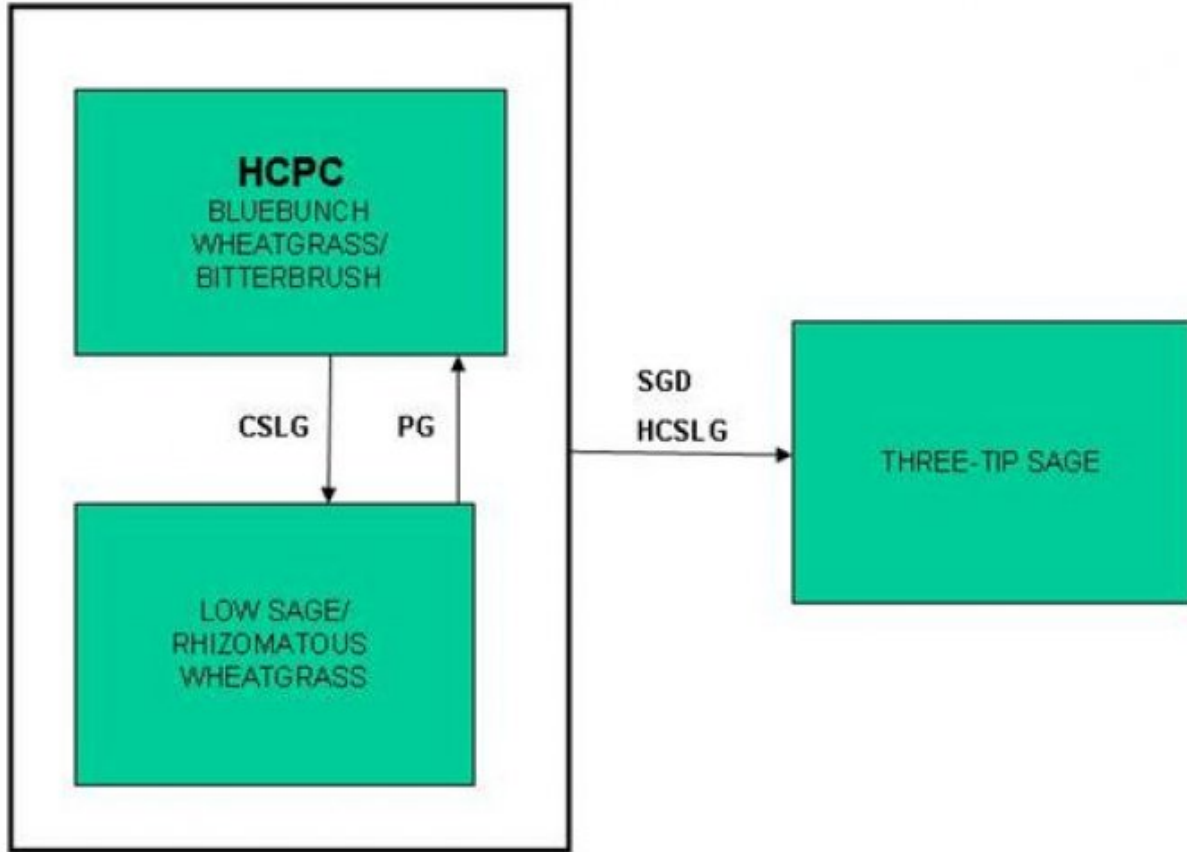 HCPC
BLUEBUNCH
WHEATGRASS/
BITTERBRUSH
CSLG
PG
LOW SAGE/
RHIZOMATOUS
WHEATGRASS
SGD
HCSLG
THREE-TIP SAGE